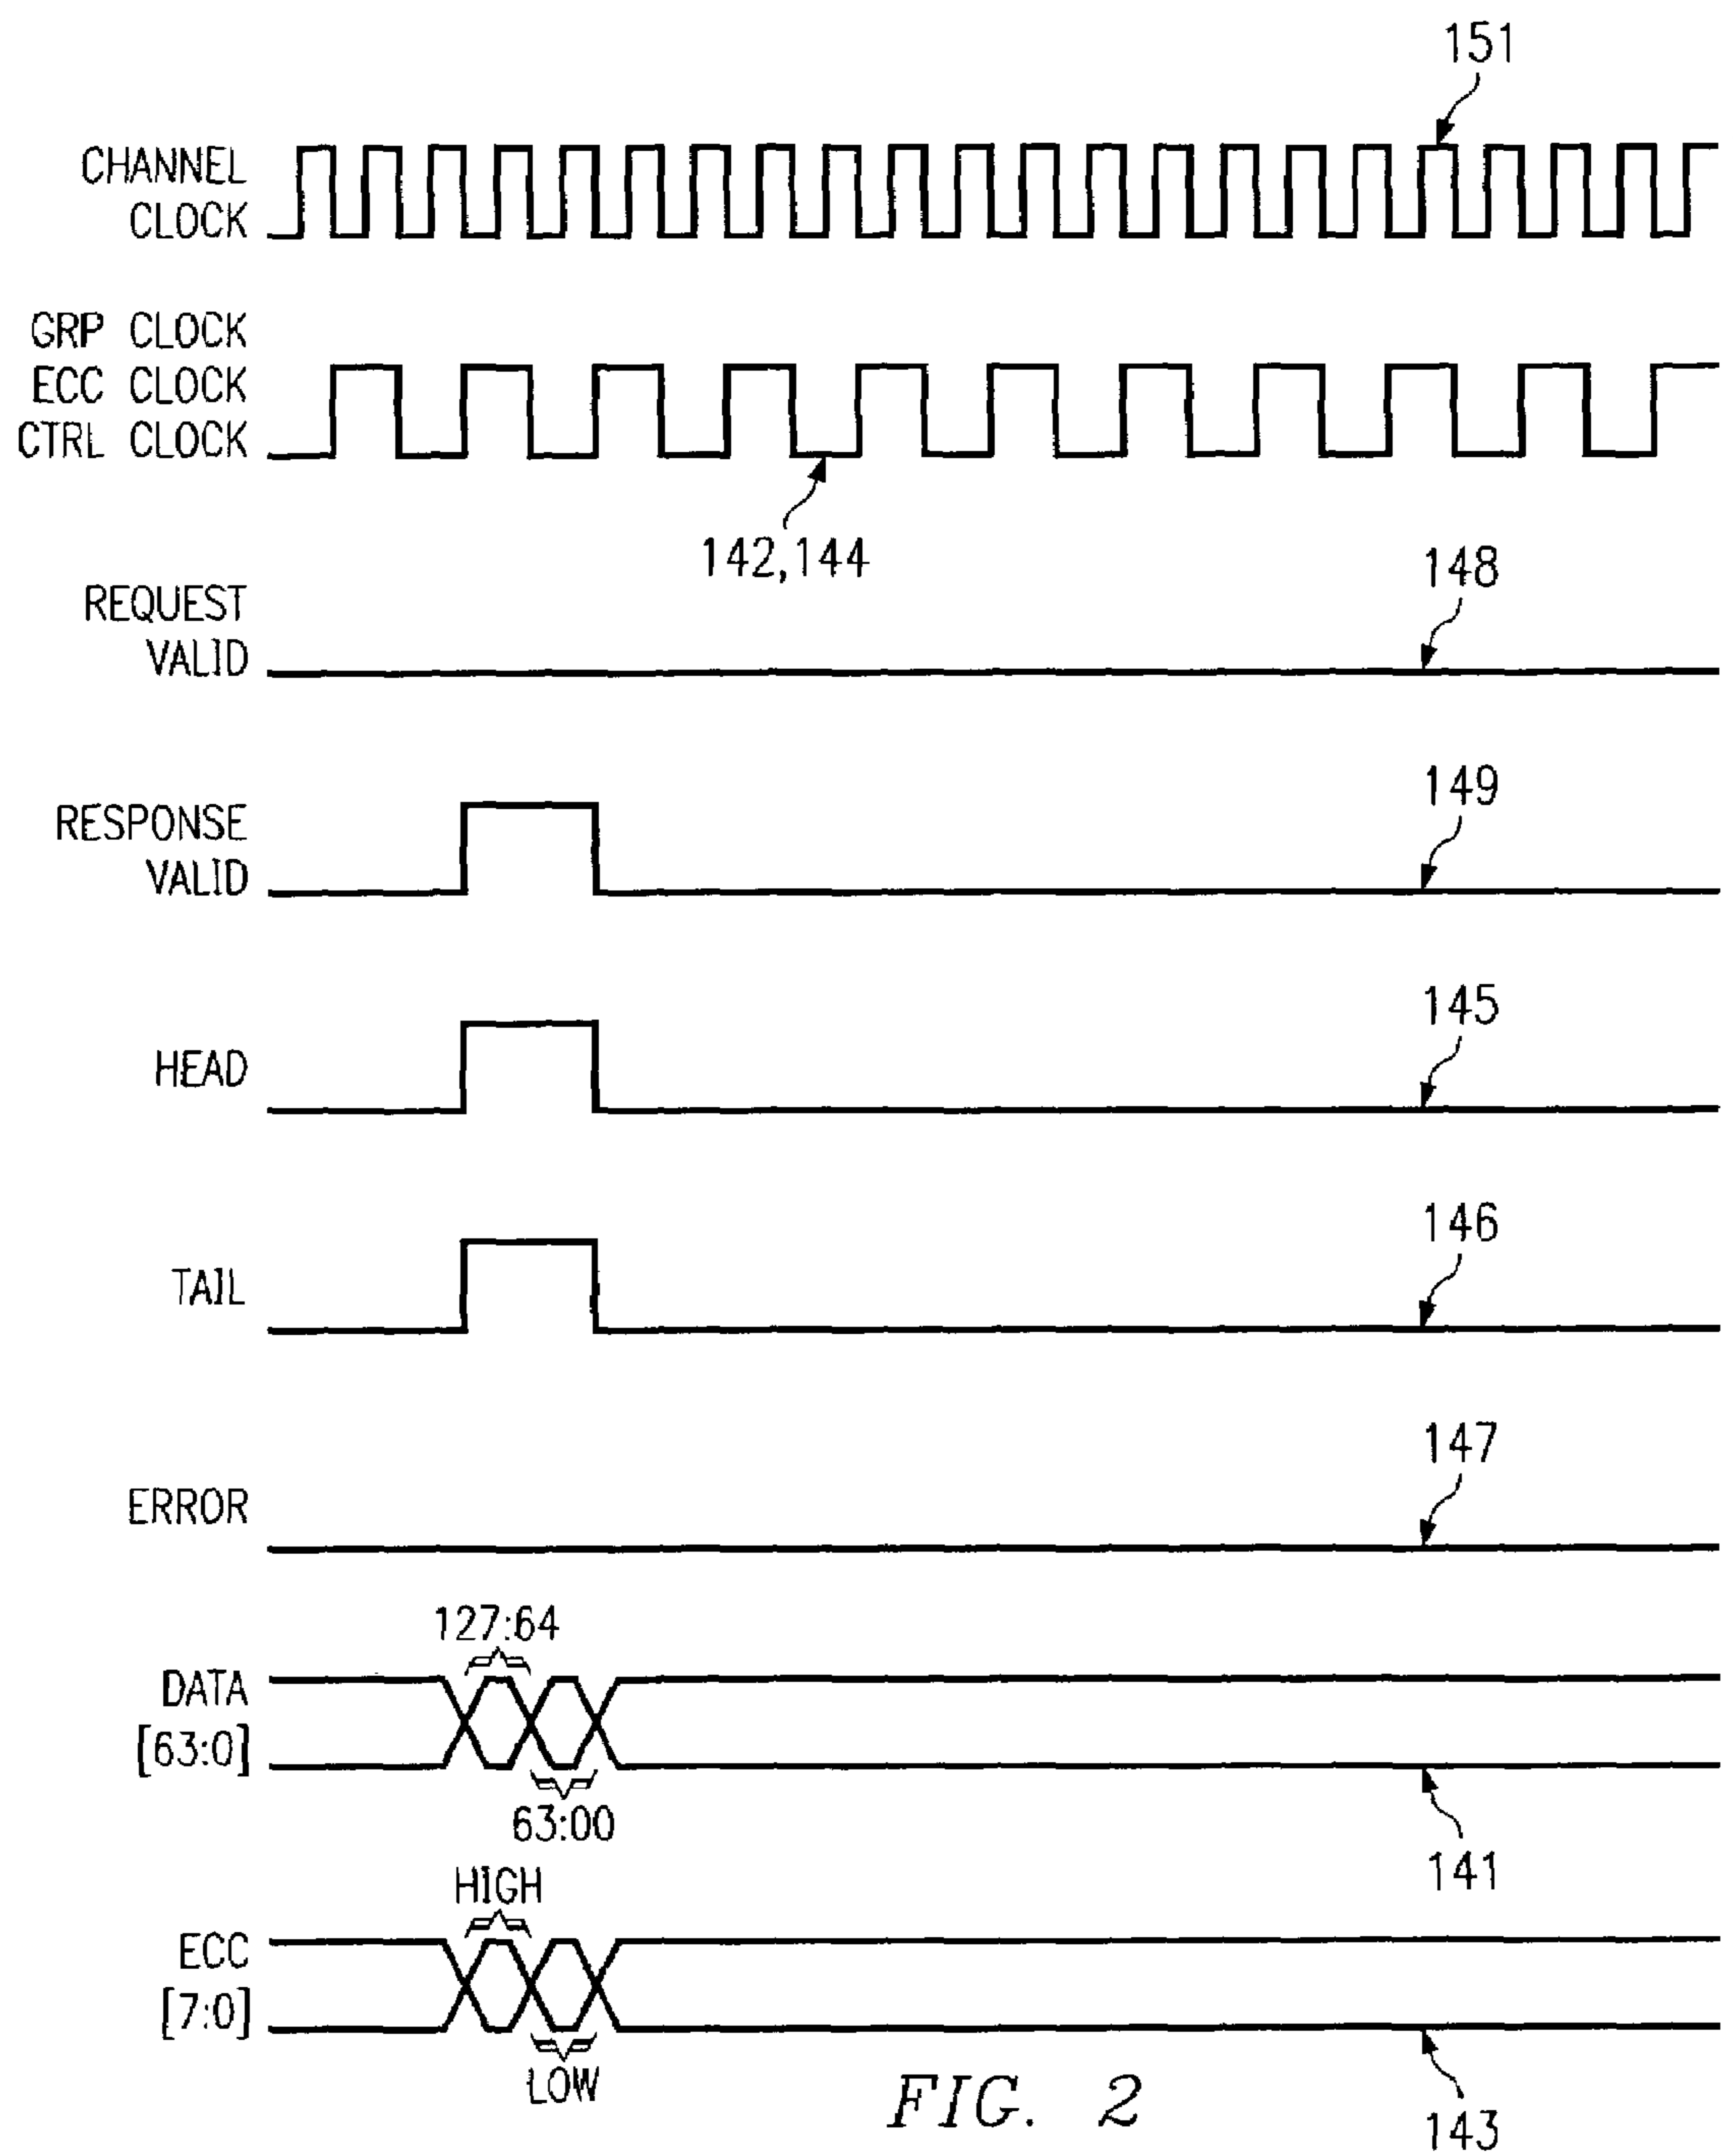 151
CHANNEL
CLOCK
GRP CLOCK
ECC CLOCK
CTRL CLOCK
142,144
REQUEST
VALID
148
RESPONSE
VALID
149
HEAD
145
TAIL
146
ERROR
147
127:64
DATA
[63:0]
63:00
141
HIGH
ECC
[7:0]
LOW
143
FIG. 2